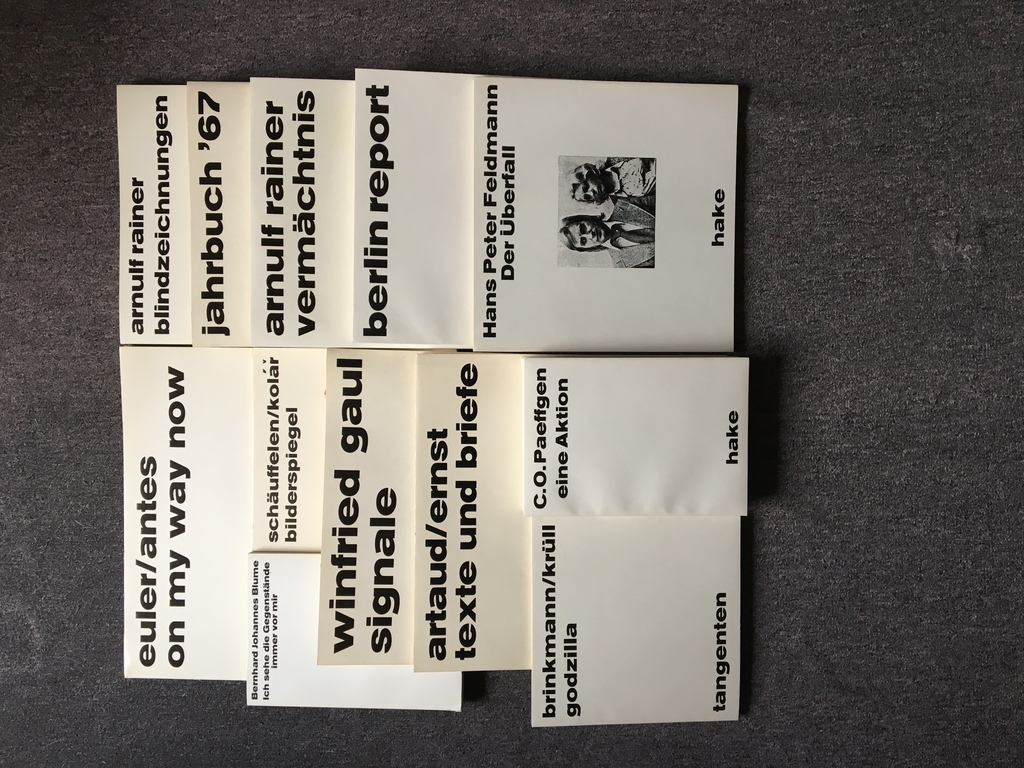 arnulf rainer
blindzeichnungen
jahrbuch '67
arnulf rainer
vermächtnis
berlin report
Hans Peter Feldmann
Der Überfall
hake
euler/antes
on my way now
schäuffelen/kolář
bilderspiegel
Bernhard Johannes Blume
Ich sehe die Gegenstände
immer vor mir
winfried gaul
signale
artaud/ernst
texte und briefe
C.O.Paeffgen
eine Aktion
hake
brinkmann/krüll
godzilla
tangenten